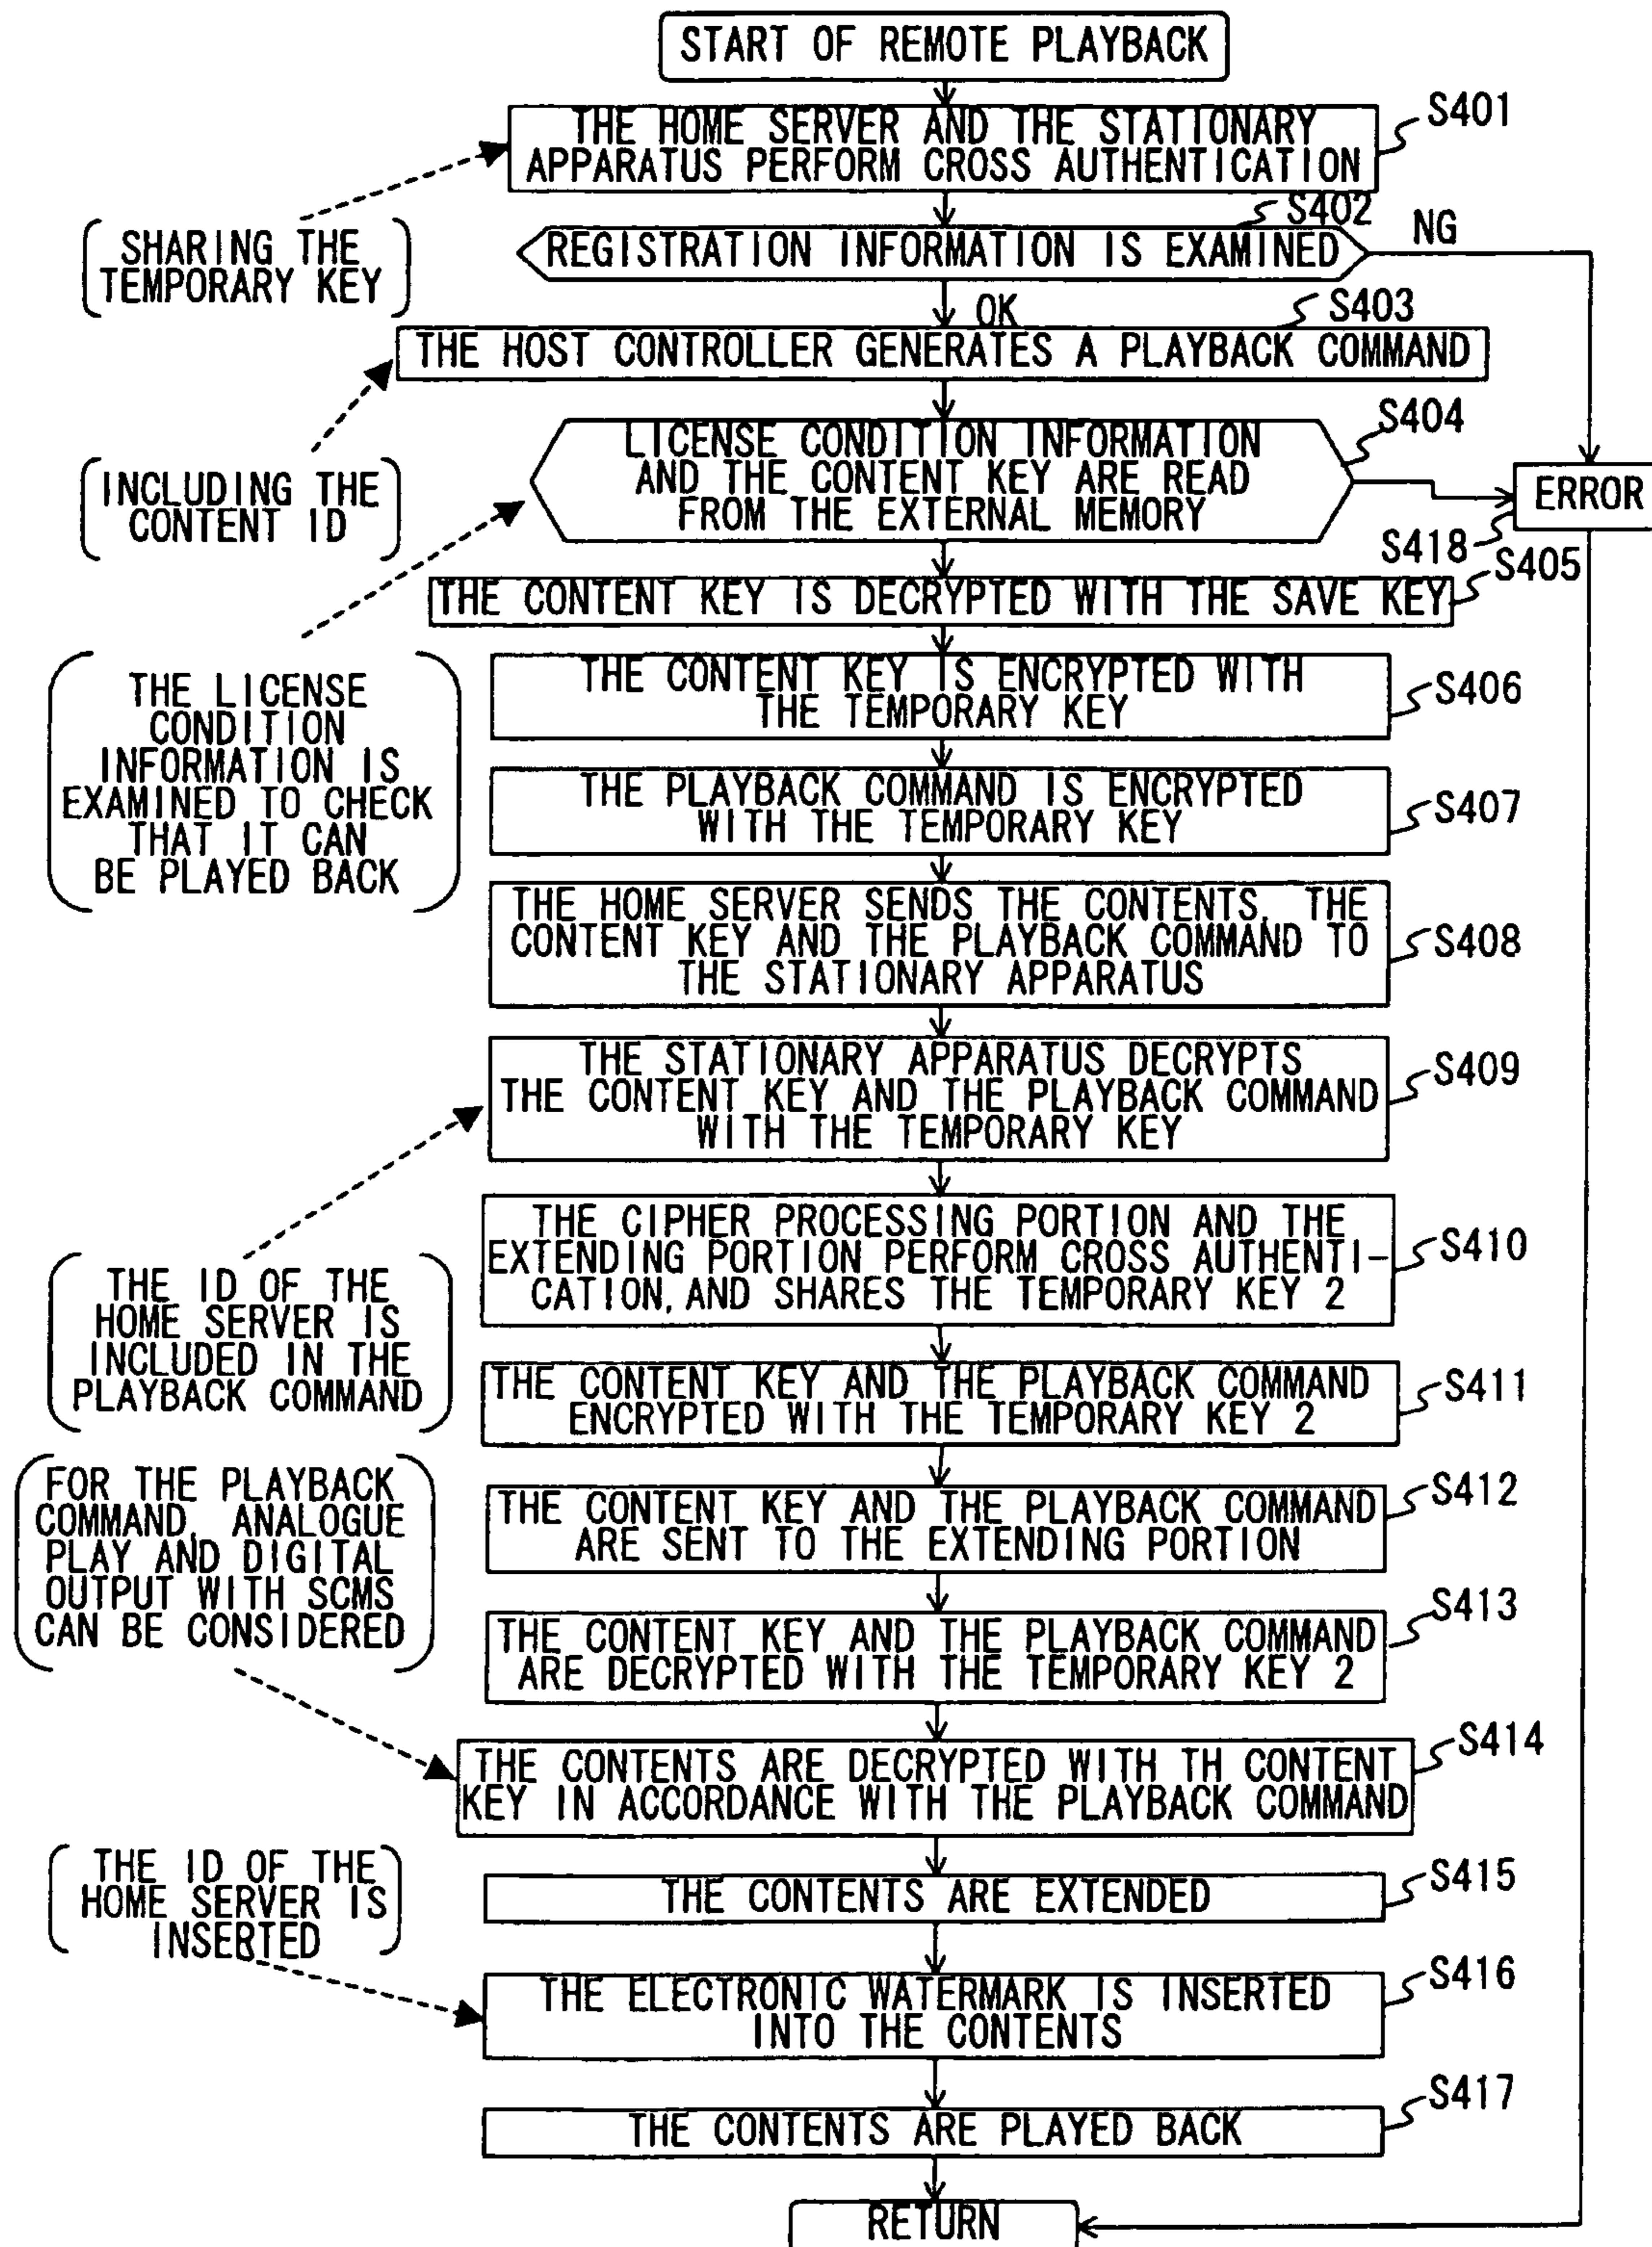 START OF REMOTE PLAYBACK
THE HOME SERVER AND THE STATIONARY
APPARATUS PERFORM CROSS AUTHENTICATION
S401
SHARING THE
TEMPORARY KEY
S402
REGISTRATION INFORMATION IS EXAMINED
NG
OK
S403
THE HOST CONTROLLER GENERATES A PLAYBACK COMMAND
INCLUDING THE
CONTENT ID
LICENSE CONDITION INFORMATION
AND THE CONTENT KEY ARE READ
FROM THE EXTERNAL MEMORY
S404
ERROR
S418
S405
THE CONTENT KEY IS DECRYPTED WITH THE SAVE KEY
THE LICENSE
CONDITION
INFORMATION IS
EXAMINED TO CHECK
THAT IT CAN
BE PLAYED BACK
THE CONTENT KEY IS ENCRYPTED WITH
THE TEMPORARY KEY
S406
THE PLAYBACK COMMAND IS ENCRYPTED
WITH THE TEMPORARY KEY
S407
THE HOME SERVER SENDS THE CONTENTS, THE
CONTENT KEY AND THE PLAYBACK COMMAND TO
THE STATIONARY APPARATUS
S408
THE STATIONARY APPARATUS DECRYPTS
THE CONTENT KEY AND THE PLAYBACK COMMAND
WITH THE TEMPORARY KEY
S409
THE ID OF THE
HOME SERVER IS
INCLUDED IN THE
PLAYBACK COMMAND
THE CIPHER PROCESSING PORTION AND THE
EXTENDING PORTION PERFORM CROSS AUTHENTI-
CATION, AND SHARES THE TEMPORARY KEY 2
S410
THE CONTENT KEY AND THE PLAYBACK COMMAND
ENCRYPTED WITH THE TEMPORARY KEY 2
S411
FOR THE PLAYBACK
COMMAND, ANALOGUE
PLAY AND DIGITAL
OUTPUT WITH SCMS
CAN BE CONSIDERED
THE CONTENT KEY AND THE PLAYBACK COMMAND
ARE SENT TO THE EXTENDING PORTION
S412
THE CONTENT KEY AND THE PLAYBACK COMMAND
ARE DECRYPTED WITH THE TEMPORARY KEY 2
S413
THE CONTENTS ARE DECRYPTED WITH TH CONTENT
KEY IN ACCORDANCE WITH THE PLAYBACK COMMAND
S414
THE ID OF THE
HOME SERVER IS
INSERTED
THE CONTENTS ARE EXTENDED
S415
THE ELECTRONIC WATERMARK IS INSERTED
INTO THE CONTENTS
S416
THE CONTENTS ARE PLAYED BACK
S417
RETURN